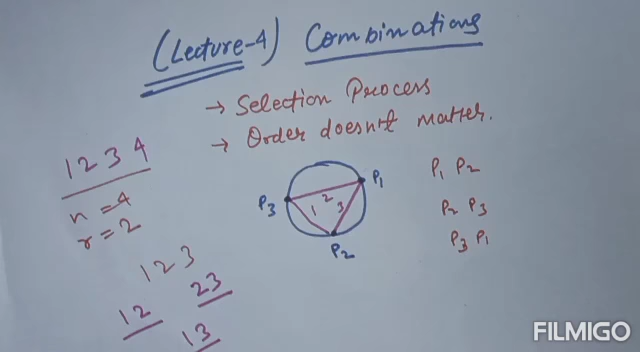 (Lecture-4) Combinations
→ Selection Process
→ Order doesn't matter.
1 2 3 4
n = 4
r = 2
1 2 3
12 23
13
P1
P3
P2
1 2 3
P1 P2
P2 P3
P3 P1
FILMIGO